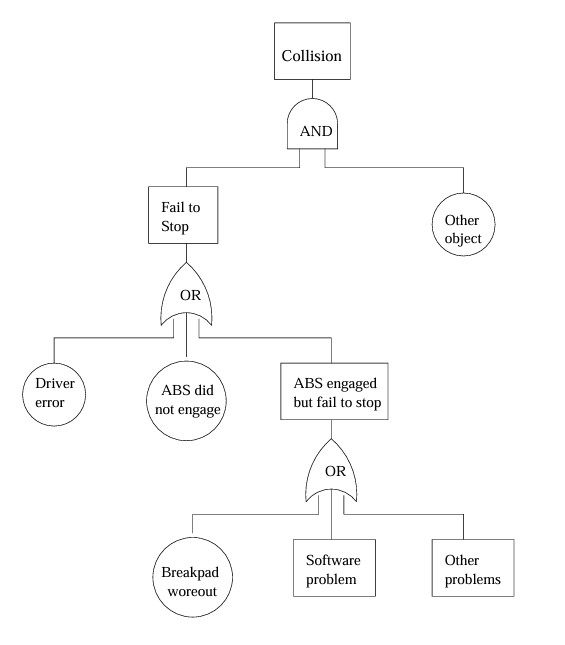 Collision
AND
Fail to
Stop
Other
object
OR
Driver
error
ABS did
not engage
ABS engaged
but fail to stop
OR
Breakpad
woreout
Software
problem
Other
problems